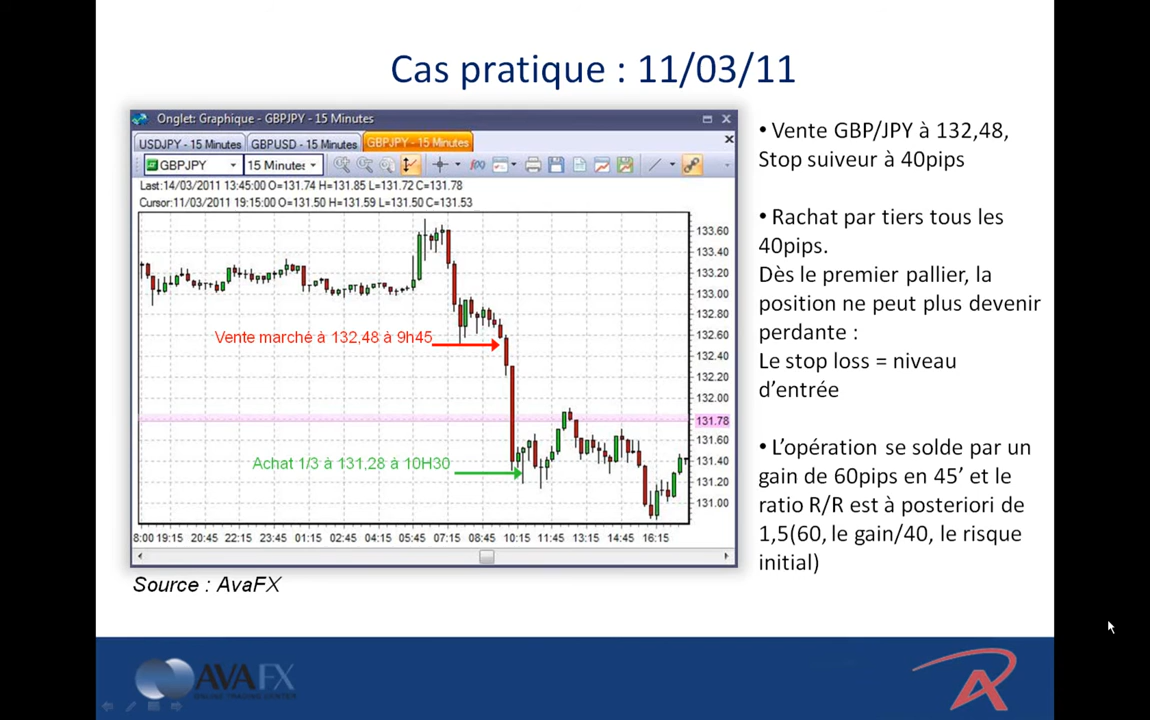 Cas pratique : 11/03/11
Onglet: Graphique - GBPJPY - 15 Minutes
USDJPY - 15 Minutes
GBPUSD - 15 Minutes
GBPJPY - 15 Minutes
GBPJPY
15 Minutes
Last:14/03/2011 13:45:00 O=131.74 H=131.85 L=131.72 C=131.78
Cursor:11/03/2011 19:15:00 O=131.50 H=131.59 L=131.50 C=131.53
133.60
133.40
133.20
133.00
132.80
132.60
132.40
132.20
132.00
131.78
131.60
131.40
131.20
131.00
Vente marché à 132,48 à 9h45
Achat 1/3 à 131,28 à 10H30
8:00 19:15 20:45 22:15 23:45 01:15 02:45 04:15 05:45 07:15 08:45 10:15 11:45 13:15 14:45 16:15
Source : AvaFX
• Vente GBP/JPY à 132,48,
Stop suiveur à 40pips
• Rachat par tiers tous les
40pips.
Dès le premier pallier, la
position ne peut plus devenir
perdante :
Le stop loss = niveau
d’entrée
• L’opération se solde par un
gain de 60pips en 45’ et le
ratio R/R est à posteriori de
1,5(60, le gain/40, le risque
initial)
AVAFX
ONLINE TRADING CENTER